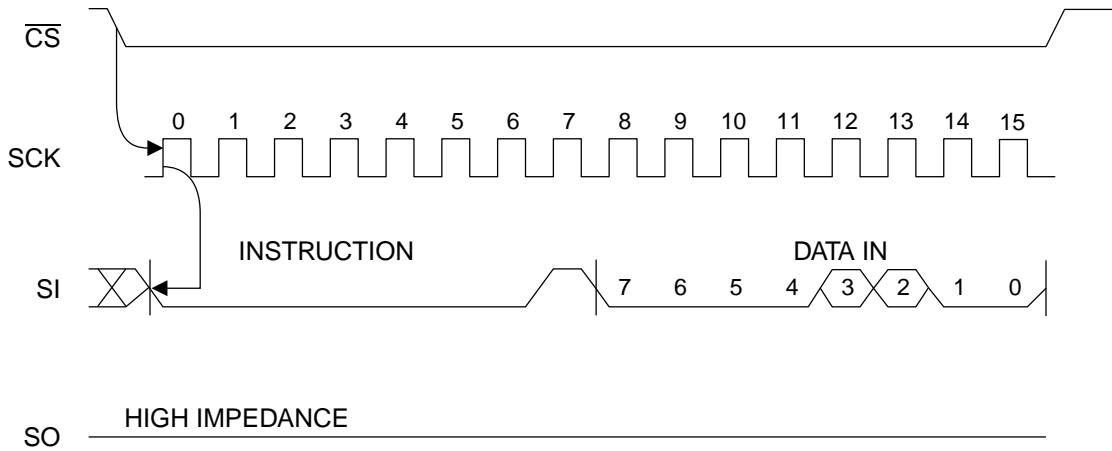 CS
0 1 2 3 4 5 6 7 8 9 10 11 12 13 14 15
SCK
INSTRUCTION DATA IN
SI 7 6 5 4 3 2 1 0
HIGH IMPEDANCE
SO